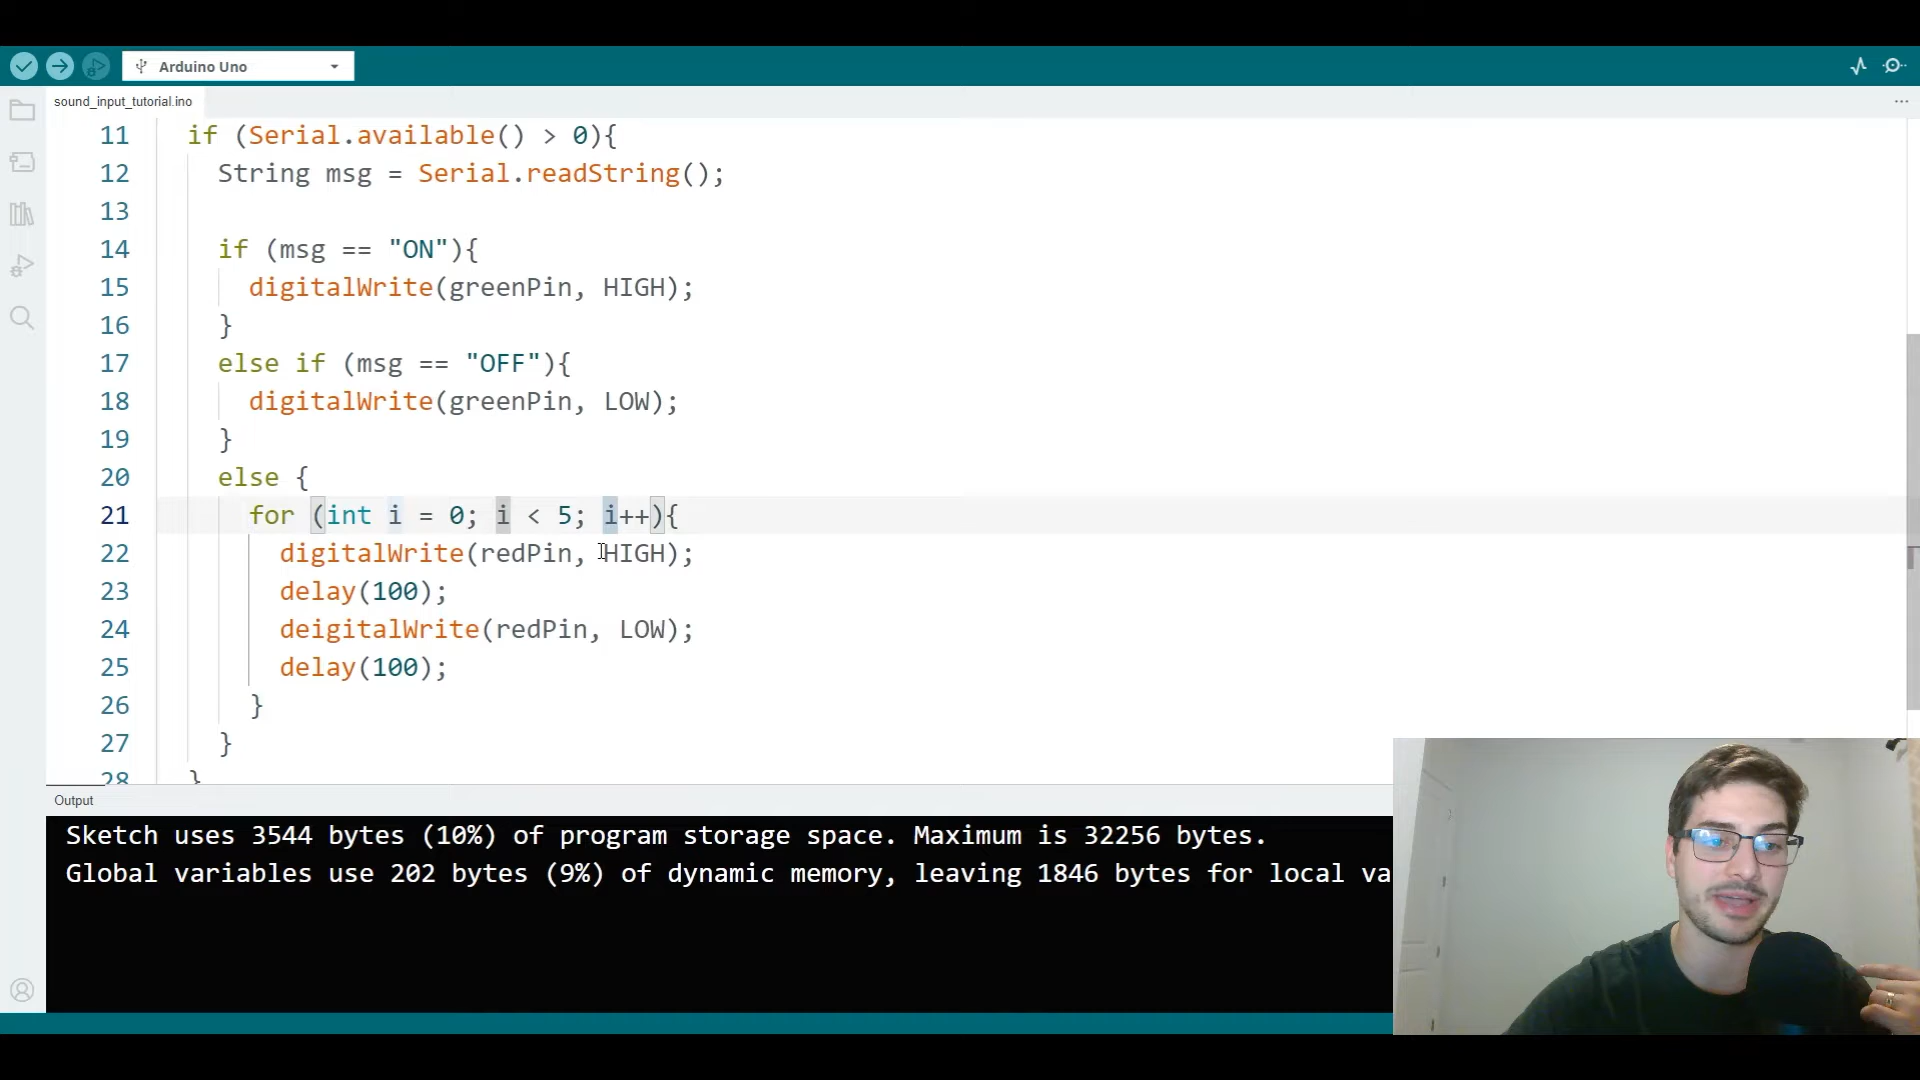 Arduino Uno
sound_input_tutorial.ino
11 if (Serial.available() > 0){
12 String msg = Serial.readString();
13
14 if (msg == "ON"){
15 digitalWrite(greenPin, HIGH);
16 }
17 else if (msg == "OFF"){
18 digitalWrite(greenPin, LOW);
19 }
20 else {
21 for (int i = 0; i < 5; i++){
22 digitalWrite(redPin, HIGH);
23 delay(100);
24 deigitalWrite(redPin, LOW);
25 delay(100);
26 }
27 }
28 }
Output
Sketch uses 3544 bytes (10%) of program storage space. Maximum is 32256 bytes.
Global variables use 202 bytes (9%) of dynamic memory, leaving 1846 bytes for local va